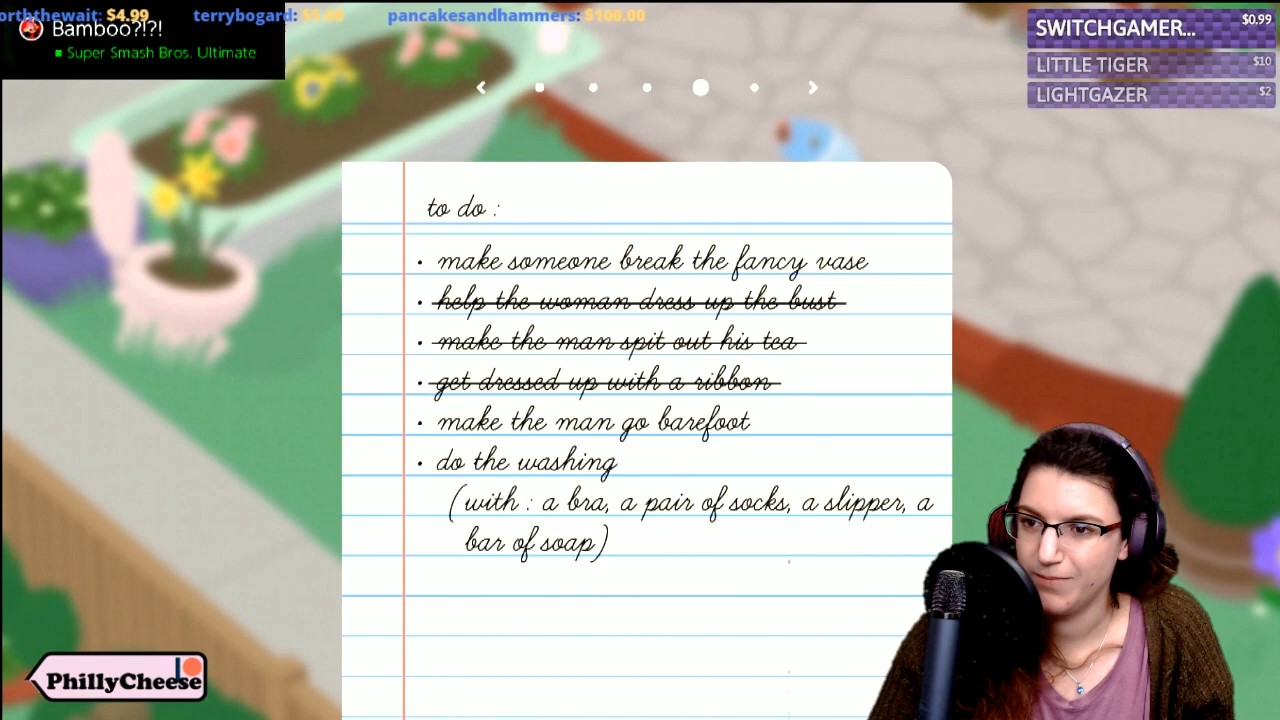 orththewait: $4.99 terrybogard: $5.00 pancakesandhammers: $100.00
Bamboo?!?!
Super Smash Bros. Ultimate
SWITCHGAMER... $0.99
LITTLE TIGER $10
LIGHTGAZER $2
to do :
• make someone break the fancy vase
• help the woman dress up the bust
• make the man spit out his tea
• get dressed up with a ribbon
• make the man go barefoot
• do the washing
(with : a bra, a pair of socks, a slipper, a
bar of soap)
PhillyCheese